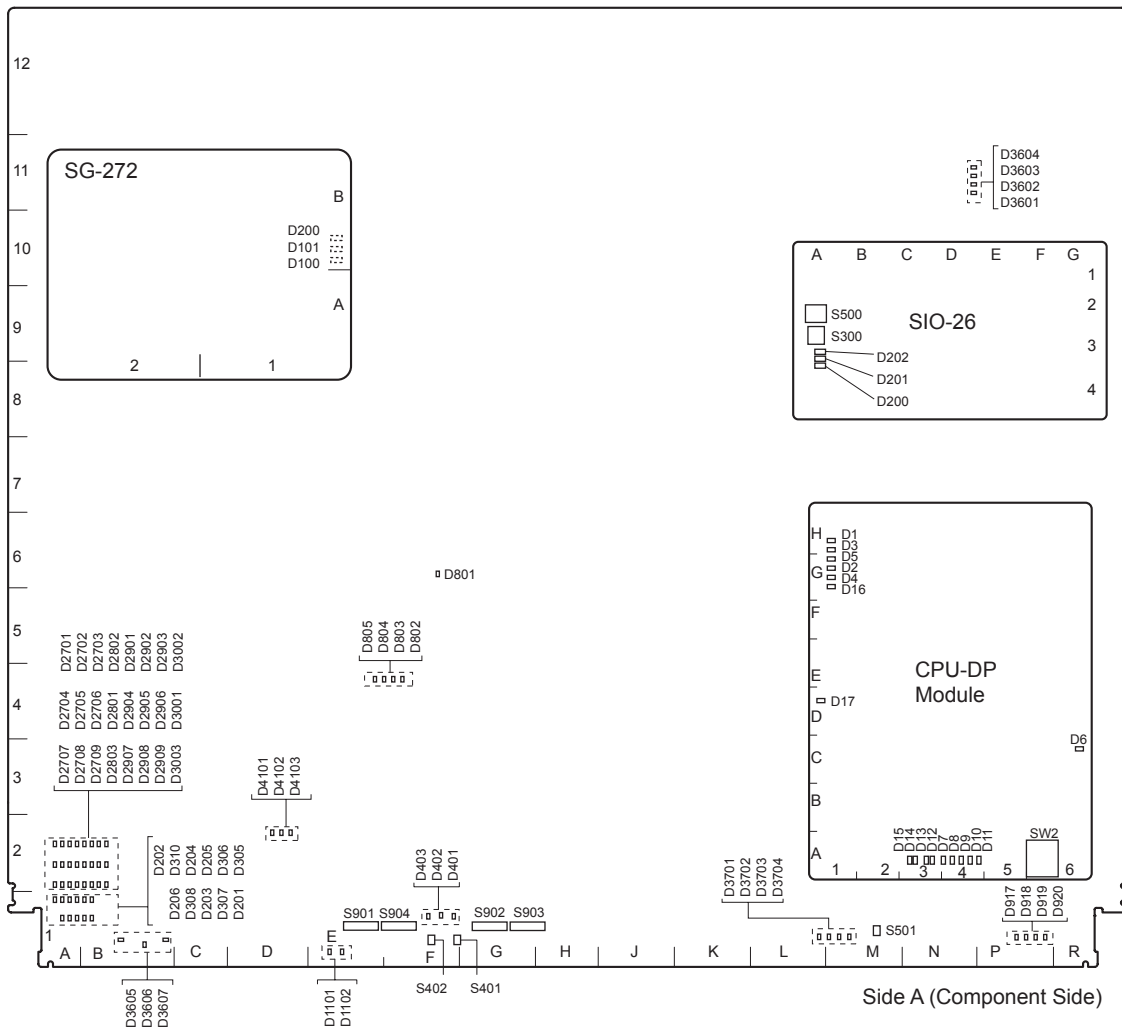 12
11
10
9
8
7
6
5
4
3
2
1
SG-272
B
A
D200
D101
D100
2 1
D3604
D3603
D3602
D3601
A B C D E F G
1
2
3
4
S500
S300
SIO-26
D202
D201
D200
H
G
F
E
D
C
B
A
D1
D3
D5
D2
D4
D16
CPU-DP
Module
D17
D6
D15
D14
D13
D12
D7
D8
D9
D10
D11
SW2
1 2 3 4 5 6
D801
D805
D804
D803
D802
D2701
D2702
D2703
D2802
D2901
D2902
D2903
D3002
D2704
D2705
D2706
D2801
D2904
D2905
D2906
D3001
D2707
D2708
D2709
D2803
D2907
D2908
D2909
D3003
D4101
D4102
D4103
D202
D310
D204
D205
D306
D305
D206
D308
D203
D307
D201
D403
D402
D401
D3701
D3702
D3703
D3704
D917
D918
D919
D920
S901 S904 S902 S903
S501
A B C D E F G H J K L M N P R
S402 S401
D3605
D3606
D3607
D1101
D1102
Side A (Component Side)